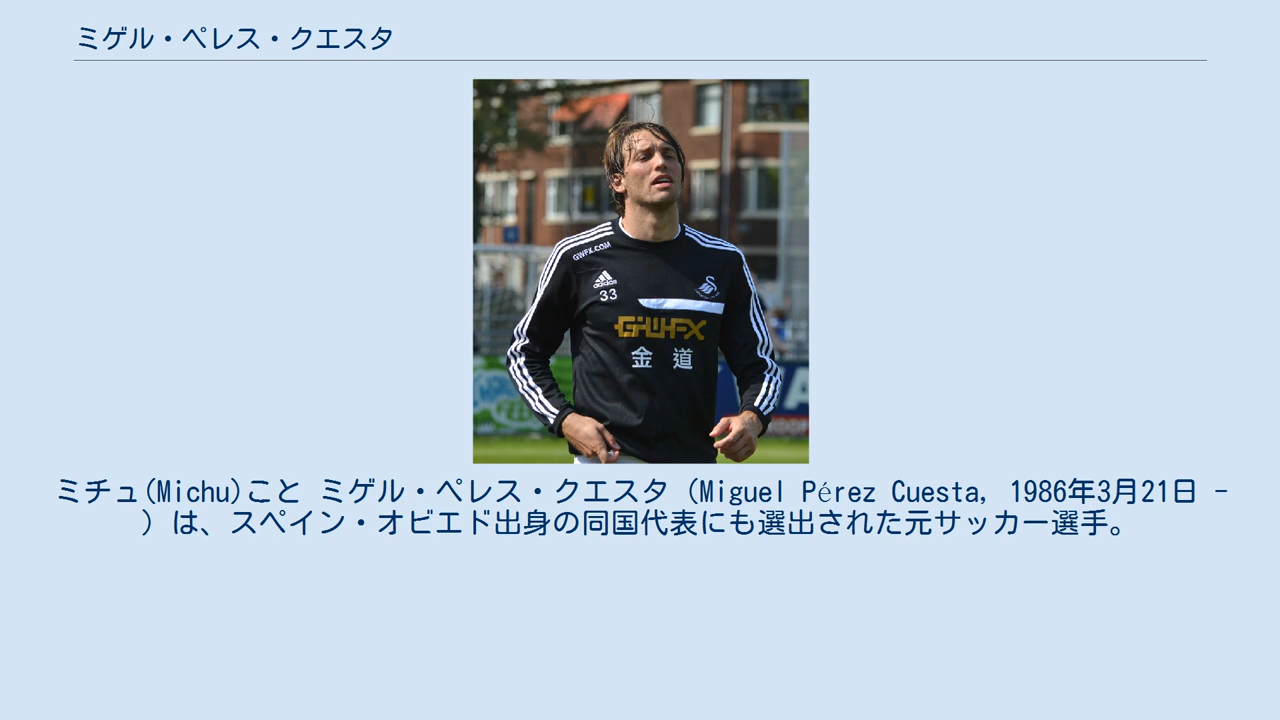 ミゲル・ペレス・クエスタ
GWFX.COM
adidas
33
GWFX
金 道
ミチュ(Michu)こと ミゲル・ペレス・クエスタ (Miguel Pérez Cuesta, 1986年3月21日 -
) は、スペイン・オビエド出身の同国代表にも選出された元サッカー選手。